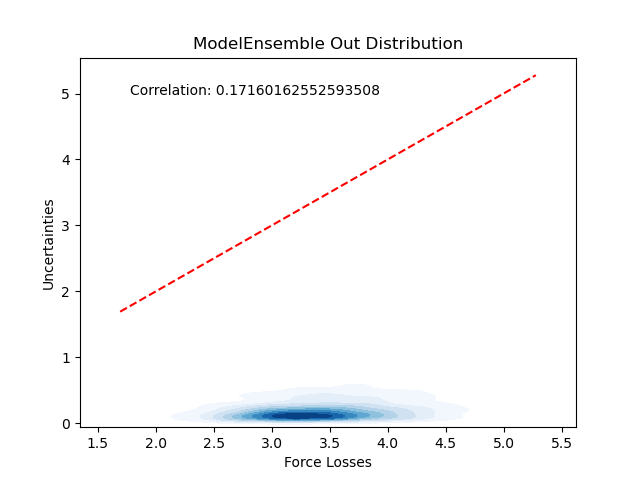 ModelEnsemble Out Distribution
Correlation: 0.17160162552593508
Uncertainties
5
4
3
2
1
0
1.5 2.0 2.5 3.0 3.5 4.0 4.5 5.0 5.5
Force Losses